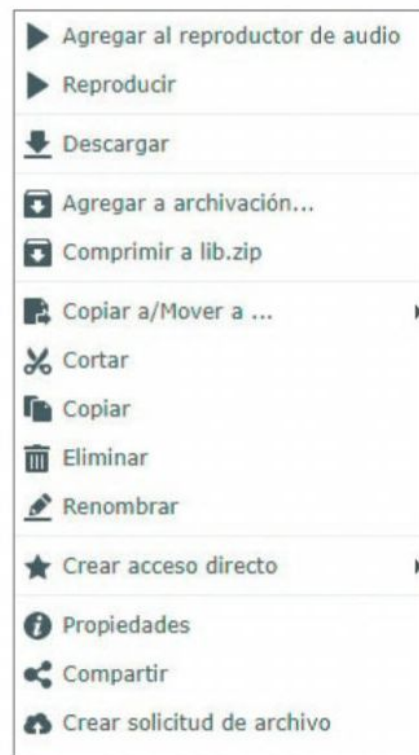 Agregar al reproductor de audio
Reproducir
Descargar
Agregar a archivación...
Comprimir a lib.zip
Copiar a/Mover a ...
Cortar
Copiar
Eliminar
Renombrar
Crear acceso directo
Propiedades
Compartir
Crear solicitud de archivo